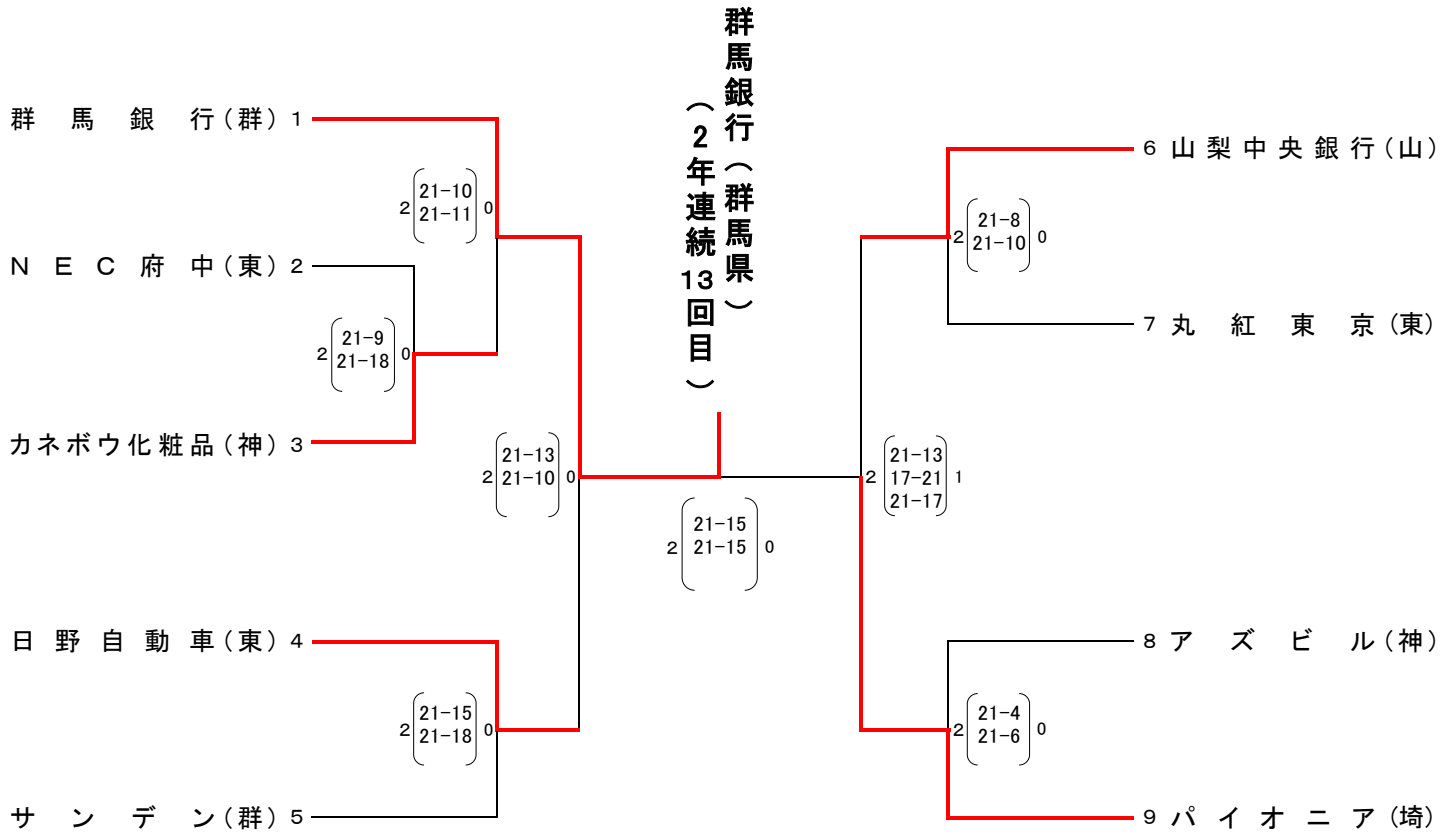 群馬銀行（群馬県）
（2年連続13回目）
群馬銀行（群） 1
2 21-10 0
21-11
NEC府中（東） 2
2 21-9 0
21-18
カネボウ化粧品（神） 3
2 21-13 0
21-10
日野自動車（東） 4
2 21-15 0
21-18
サンデン（群） 5
2 21-15 0
21-15
6 山梨中央銀行（山）
2 21-8 0
21-10
7 丸紅東京（東）
21-13
2 17-21 1
21-17
8 アズビル（神）
2 21-4 0
21-6
9 パイオニア（埼）